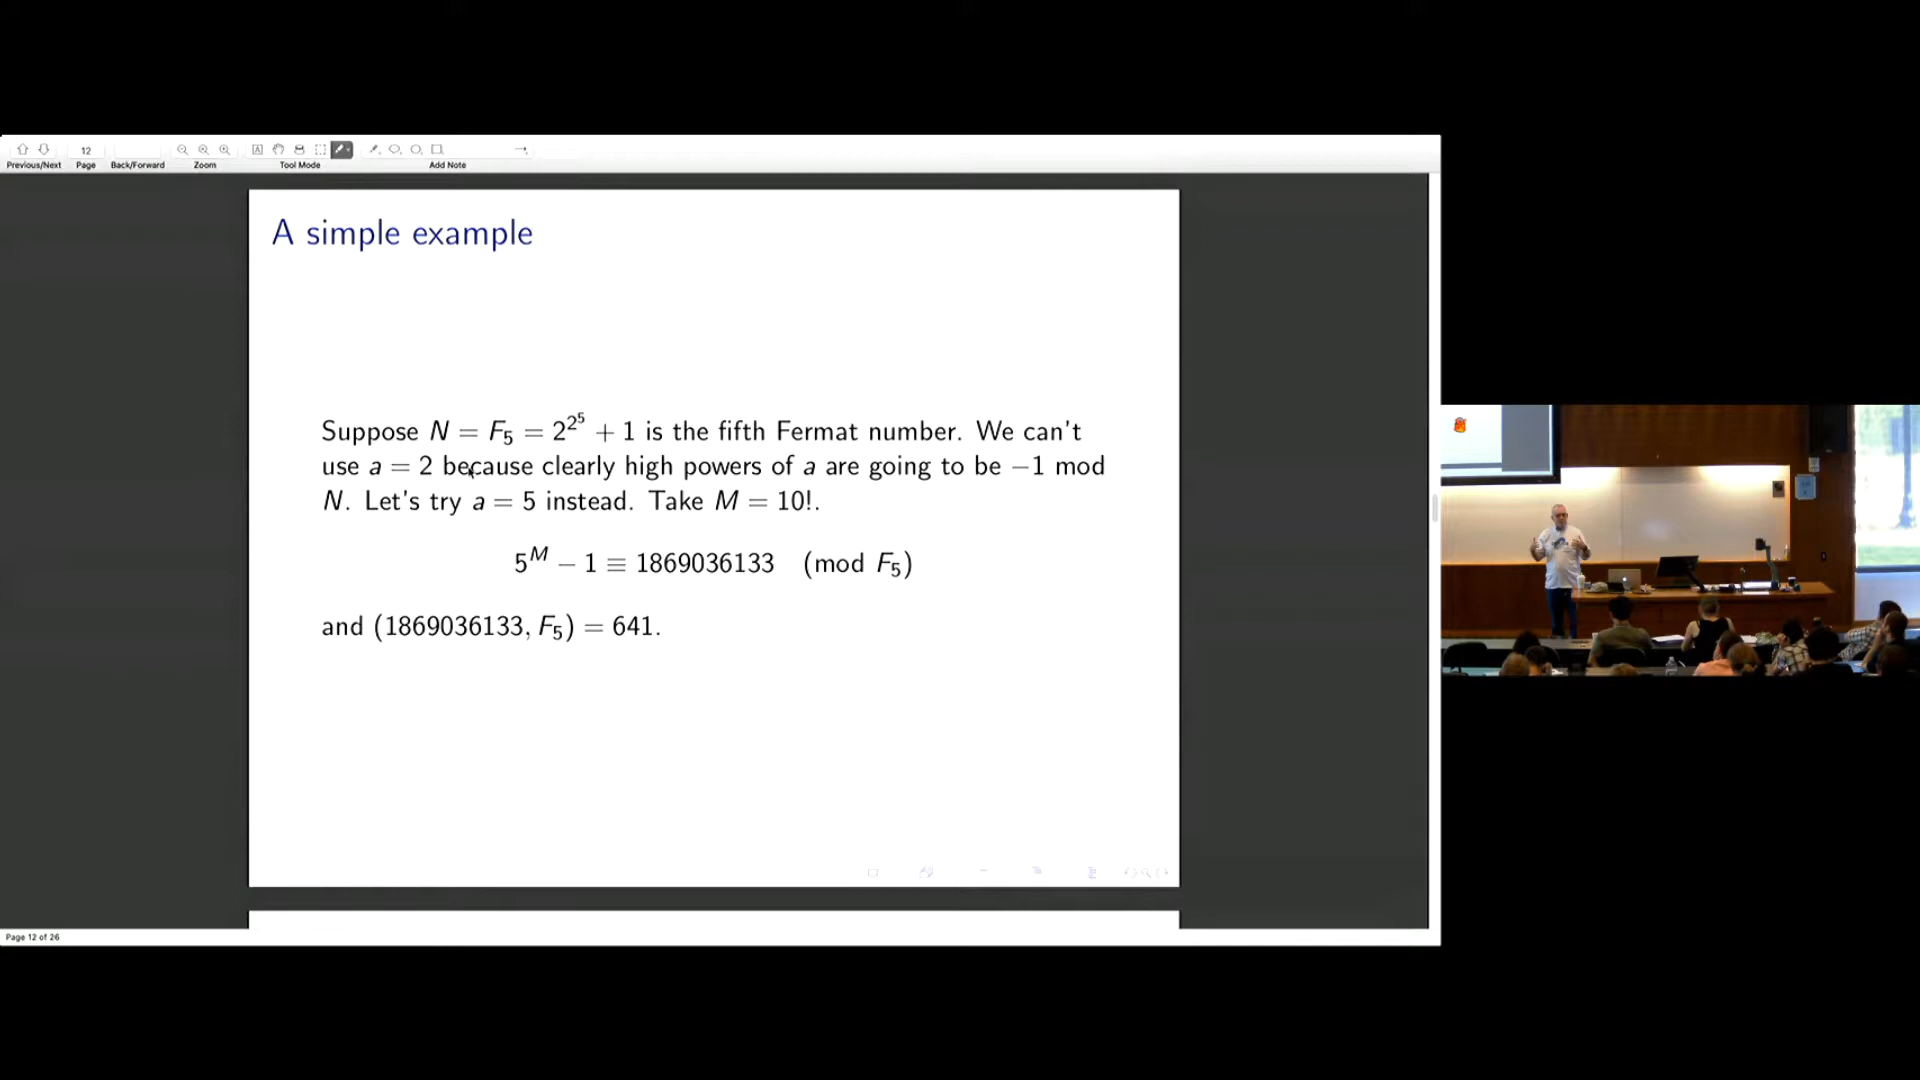 12
Previous/Next Page Back/Forward Zoom Tool Mode Add Note
A simple example
Suppose N = F₅ = 2^{2^5} + 1 is the fifth Fermat number. We can't
use a = 2 because clearly high powers of a are going to be −1 mod
N. Let's try a = 5 instead. Take M = 10!.
5^M − 1 ≡ 1869036133 (mod F₅)
and (1869036133, F₅) = 641.
Page 12 of 26